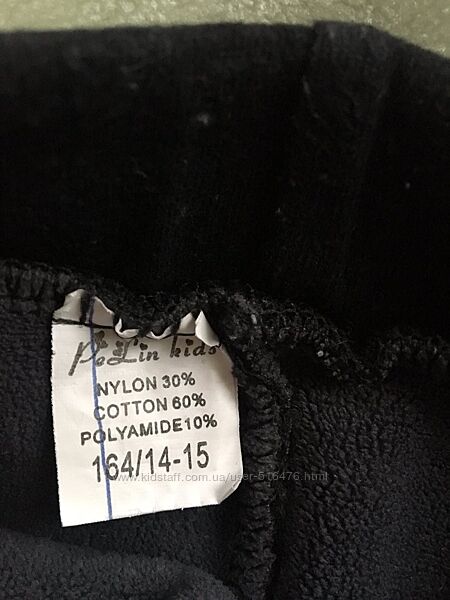 PeLin kids
NYLON 30%
COTTON 60%
POLYAMIDE10%
164/14-15
www.kidstaff.com.ua/user-516476.html